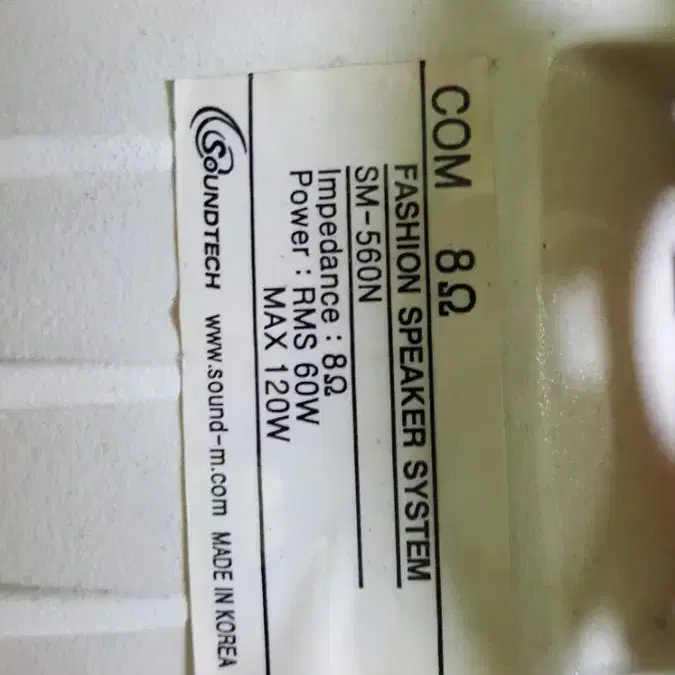 COM 8Ω
FASHION SPEAKER SYSTEM
SM-560N
Impedance : 8Ω
Power : RMS 60W
MAX 120W
SOUNDTECH www.sound-m.com MADE IN KOREA